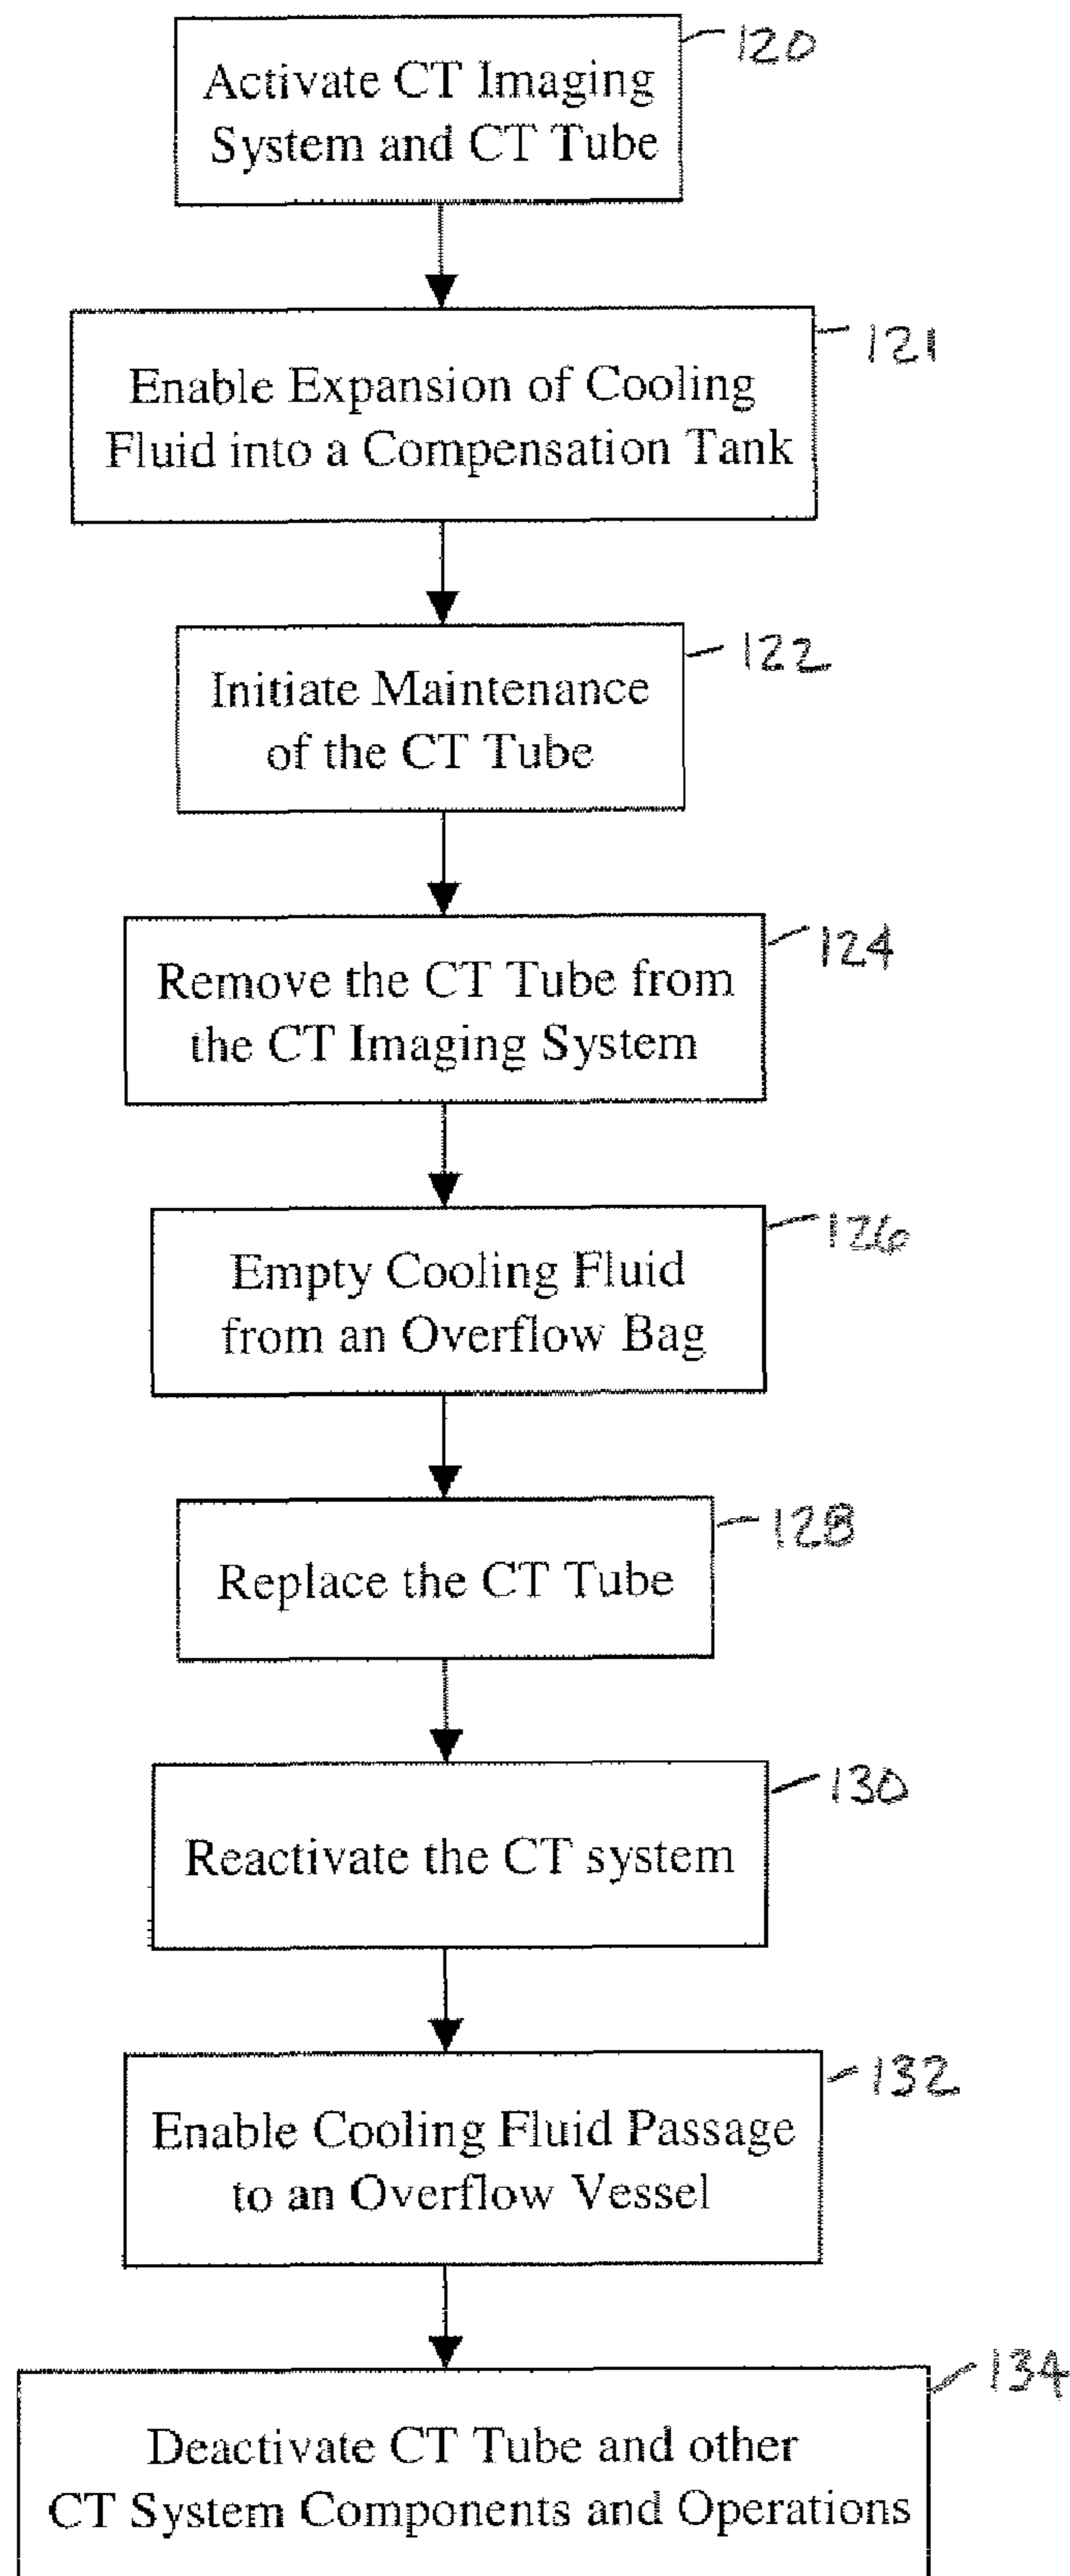 120
Activate CT Imaging
System and CT Tube
121
Enable Expansion of Cooling
Fluid into a Compensation Tank
122
Initiate Maintenance
of the CT Tube
124
Remove the CT Tube from
the CT Imaging System
126
Empty Cooling Fluid
from an Overflow Bag
128
Replace the CT Tube
130
Reactivate the CT system
132
Enable Cooling Fluid Passage
to an Overflow Vessel
134
Deactivate CT Tube and other
CT System Components and Operations